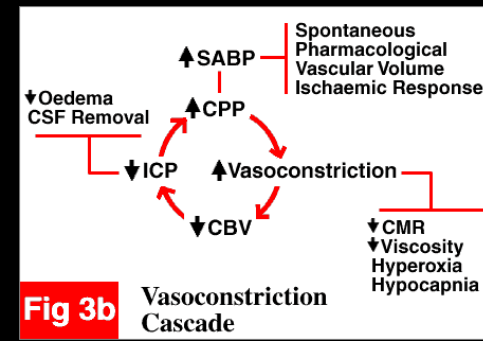 Spontaneous
Pharmacological
Vascular Volume
Ischaemic Response
SABP
CPP
Oedema
CSF Removal
ICP
Vasoconstriction
CBV
CMR
Viscosity
Hyperoxia
Hypocapnia
Fig 3b
Vasoconstriction
Cascade